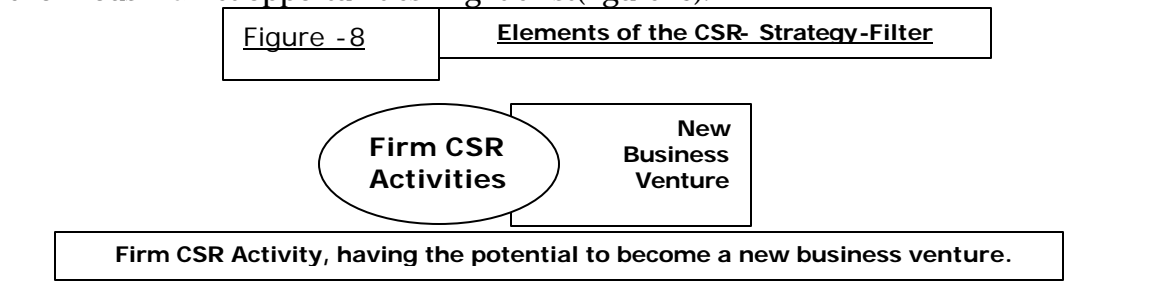 Figure -8
Elements of the CSR- Strategy-Filter
Firm CSR
Activities
New
Business
Venture
Firm CSR Activity, having the potential to become a new business venture.